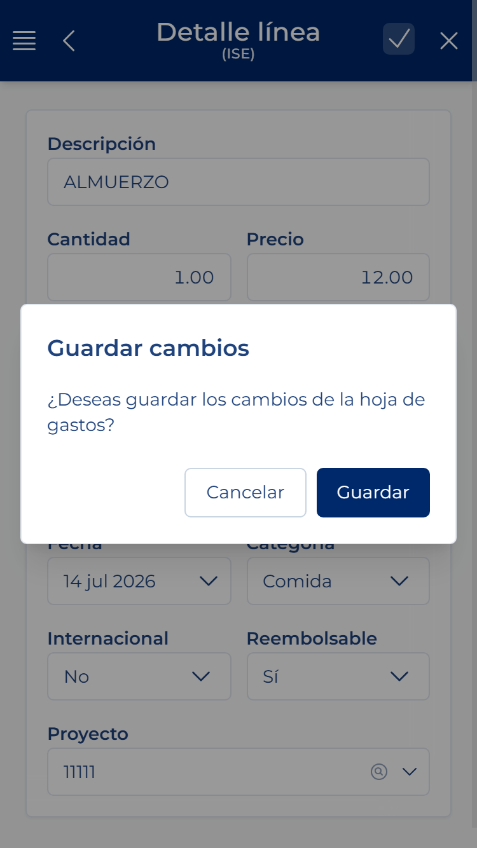 Detalle línea
(ISE)
Descripción
ALMUERZO
Cantidad
Precio
1.00
12.00
Guardar cambios
¿Deseas guardar los cambios de la hoja de
gastos?
Cancelar
Guardar
Fecha
Categoría
14 jul 2026
Comida
Internacional
Reembolsable
No
Sí
Proyecto
11111